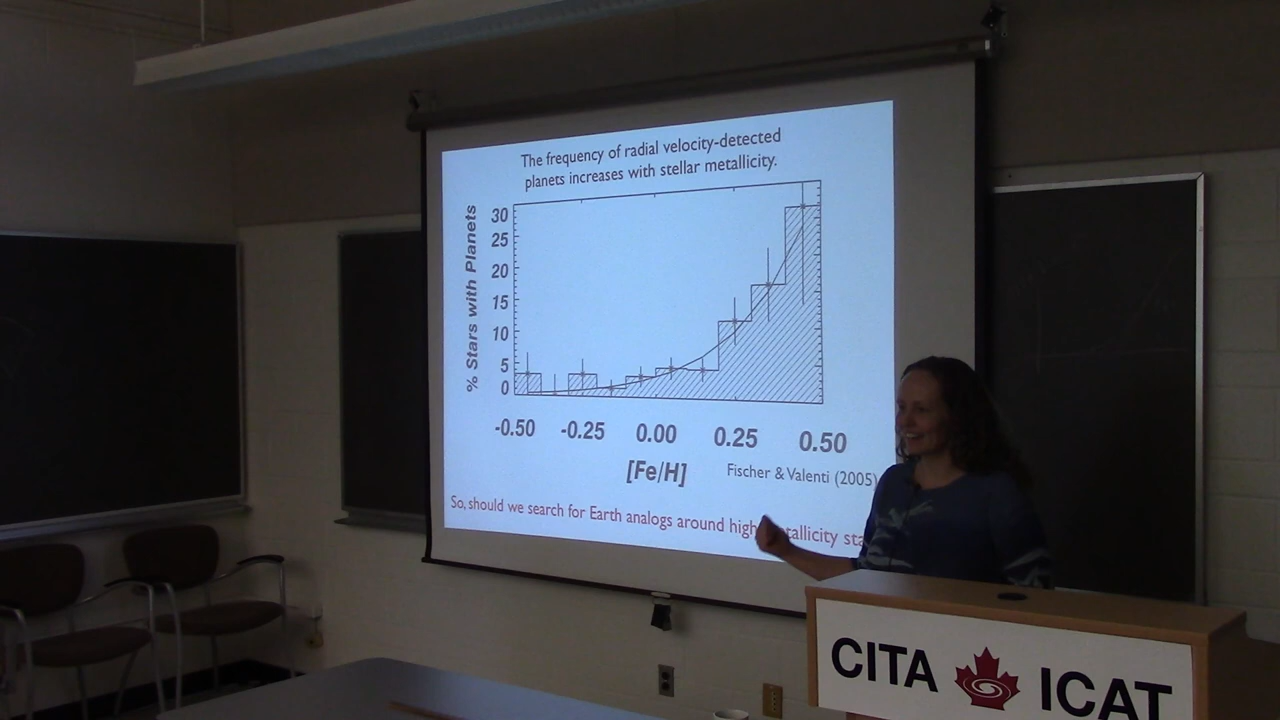 The frequency of radial velocity-detected
planets increases with stellar metallicity.
% Stars with Planets
30
25
20
15
10
5
0
-0.50 -0.25 0.00 0.25 0.50
[Fe/H]
Fischer & Valenti (2005)
So, should we search for Earth analogs around high
CITA ICAT